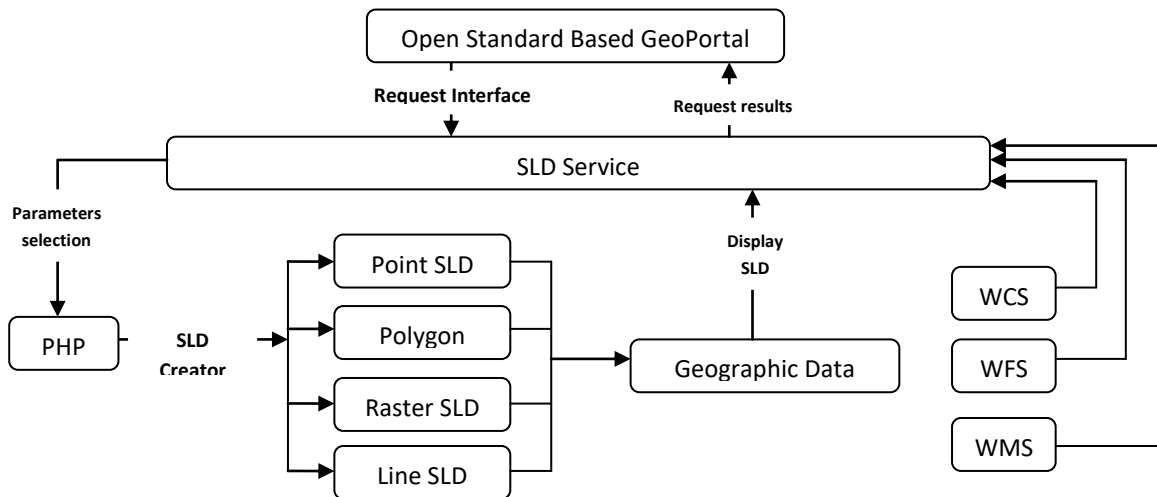 Open Standard Based GeoPortal
Request Interface
Request results
SLD Service
Parameters
selection
Display
SLD
Point SLD
Polygon
Raster SLD
Line SLD
PHP
SLD
Creator
Geographic Data
WCS
WFS
WMS